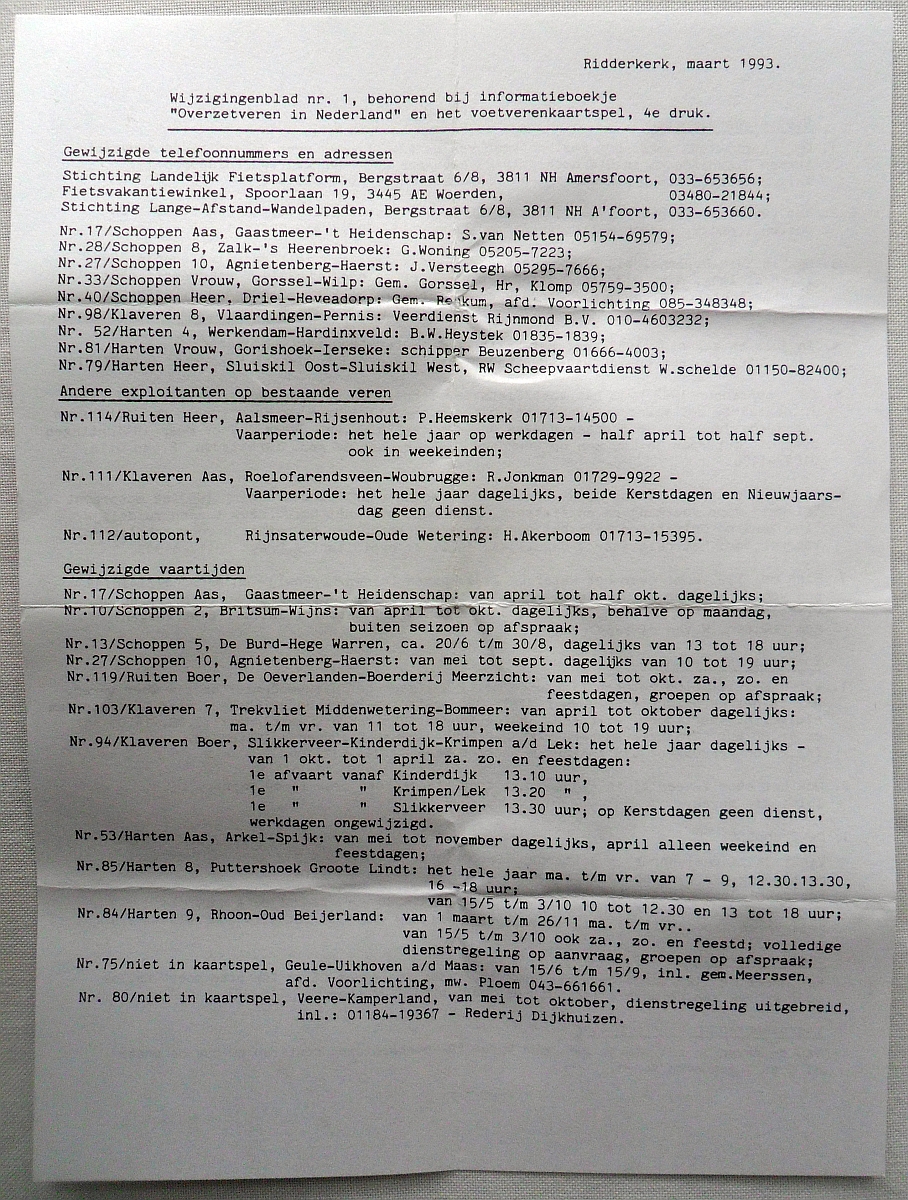 Ridderkerk, maart 1993.
Wijzigingenblad nr. 1, behorend bij informatieboekje
"Overzetveren in Nederland" en het voetverenkaartspel, 4e druk.
Gewijzigde telefoonnummers en adressen
Stichting Landelijk Fietsplatform, Bergstraat 6/8, 3811 NH Amersfoort, 033-653656;
Fietsvakantiewinkel, Spoorlaan 19, 3445 AE Woerden, 03480-21844;
Stichting Lange-Afstand-Wandelpaden, Bergstraat 6/8, 3811 NH A'foort, 033-653660.
Nr.17/Schoppen Aas, Gaastmeer-'t Heidenschap: S.van Netten 05154-69579;
Nr.28/Schoppen 8, Zalk-'s Heerenbroek: G.Woning 05205-7223;
Nr.27/Schoppen 10, Agnietenberg-Haerst: J.Versteegh 05295-7666;
Nr.33/Schoppen Vrouw, Gorssel-Wilp: Gem. Gorssel, Hr, Klomp 05759-3500;
Nr.40/Schoppen Heer, Driel-Heveadorp: Gem. Renkum, afd. Voorlichting 085-348348;
Nr.98/Klaveren 8, Vlaardingen-Pernis: Veerdienst Rijnmond B.V. 010-4603232;
Nr. 52/Harten 4, Werkendam-Hardinxveld: B.W.Heystek 01835-1839;
Nr.81/Harten Vrouw, Gorishoek-Ierseke: schipper Beuzenberg 01666-4003;
Nr.79/Harten Heer, Sluiskil Oost-Sluiskil West, RW Scheepvaartdienst W.schelde 01150-82400;
Andere exploitanten op bestaande veren
Nr.114/Ruiten Heer, Aalsmeer-Rijsenhout: P.Heemskerk 01713-14500 -
Vaarperiode: het hele jaar op werkdagen - half april tot half sept.
ook in weekeinden;
Nr.111/Klaveren Aas, Roelofarendsveen-Woubrugge: R.Jonkman 01729-9922 -
Vaarperiode: het hele jaar dagelijks, beide Kerstdagen en Nieuwjaars-
dag geen dienst.
Nr.112/autopont, Rijnsaterwoude-Oude Wetering: H.Akerboom 01713-15395.
Gewijzigde vaartijden
Nr.17/Schoppen Aas, Gaastmeer-'t Heidenschap: van april tot half okt. dagelijks;
Nr.10/Schoppen 2, Britsum-Wijns: van april tot okt. dagelijks, behalve op maandag,
buiten seizoen op afspraak;
Nr.13/Schoppen 5, De Burd-Hege Warren, ca. 20/6 t/m 30/8, dagelijks van 13 tot 18 uur;
Nr.27/Schoppen 10, Agnietenberg-Haerst: van mei tot sept. dagelijks van 10 tot 19 uur;
Nr.119/Ruiten Boer, De Oeverlanden-Boerderij Meerzicht: van mei tot okt. za., zo. en
feestdagen, groepen op afspraak;
Nr.103/Klaveren 7, Trekvliet Middenwetering-Bommeer: van april tot oktober dagelijks:
ma. t/m vr. van 11 tot 18 uur, weekeind 10 tot 19 uur;
Nr.94/Klaveren Boer, Slikkerveer-Kinderdijk-Krimpen a/d Lek: het hele jaar dagelijks -
van 1 okt. tot 1 april za. zo. en feestdagen:
1e afvaart vanaf Kinderdijk 13.10 uur,
1e " " Krimpen/Lek 13.20 " ,
1e " " Slikkerveer 13.30 uur; op Kerstdagen geen dienst,
werkdagen ongewijzigd.
Nr.53/Harten Aas, Arkel-Spijk: van mei tot november dagelijks, april alleen weekeind en
feestdagen;
Nr.85/Harten 8, Puttershoek Groote Lindt: het hele jaar ma. t/m vr. van 7 - 9, 12.30.13.30,
16 -18 uur;
van 15/5 t/m 3/10 10 tot 12.30 en 13 tot 18 uur;
Nr.84/Harten 9, Rhoon-Oud Beijerland: van 1 maart t/m 26/11 ma. t/m vr..
van 15/5 t/m 3/10 ook za., zo. en feestd; volledige
dienstregeling op aanvraag, groepen op afspraak;
Nr.75/niet in kaartspel, Geule-Uikhoven a/d Maas: van 15/6 t/m 15/9, inl. gem.Meerssen,
afd. Voorlichting, mw. Ploem 043-661661.
Nr. 80/niet in kaartspel, Veere-Kamperland, van mei tot oktober, dienstregeling uitgebreid,
inl.: 01184-19367 - Rederij Dijkhuizen.